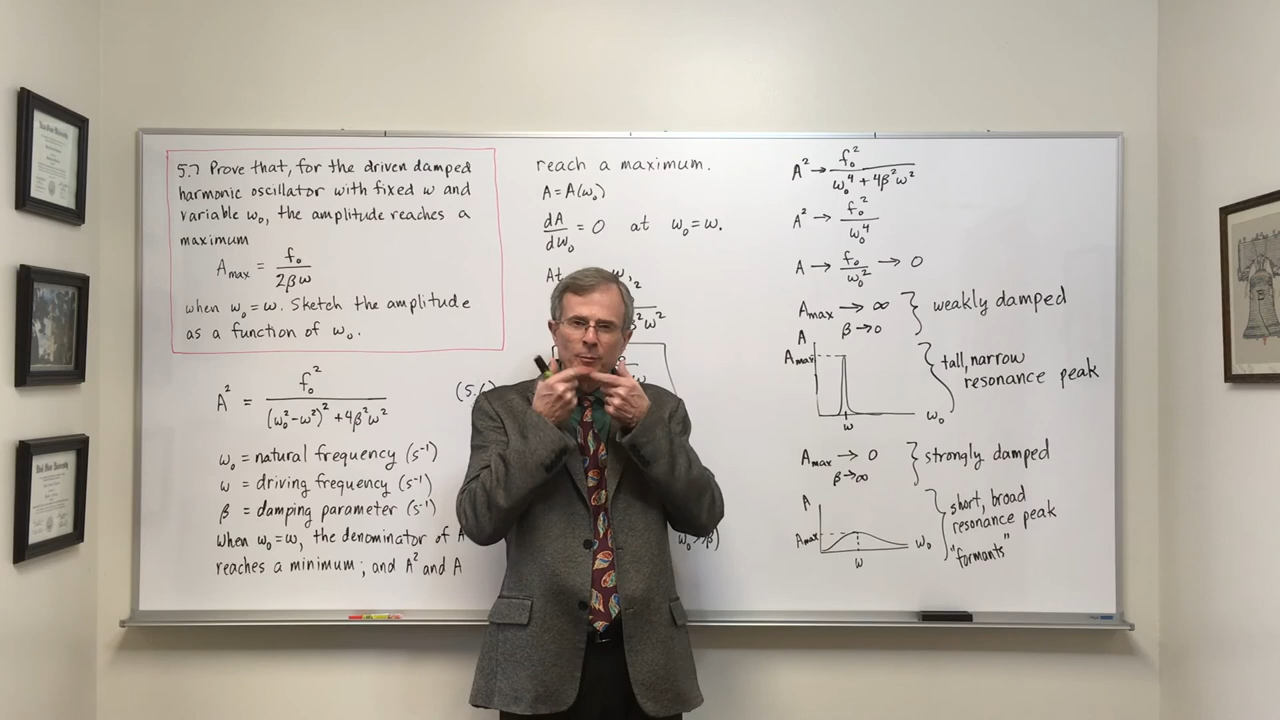 5.7 Prove that, for the driven damped
harmonic oscillator with fixed ω and
variable ω₀, the amplitude reaches a
maximum
A_max = f₀ / 2βω
when ω₀ = ω. Sketch the amplitude
as a function of ω₀.
A² = f₀² / (ω₀² - ω²)² + 4β²ω²
(5.
ω₀ = natural frequency (s⁻¹)
ω = driving frequency (s⁻¹)
β = damping parameter (s⁻¹)
When ω₀ = ω, the denominator of A
reaches a minimum; and A² and A
reach a maximum.
A = A(ω₀)
dA/dω₀ = 0 at ω₀ = ω.
At
²ω²
ω
ω₀ >> β)
A² → f₀² / ω₀⁴ + 4β²ω²
A² → f₀² / ω₀⁴
A → f₀ / ω₀² → 0
A_max → ∞ } weakly damped
β → 0
A
A_max
ω
ω₀
} tall, narrow
resonance peak
A_max → 0 } strongly damped
β → ∞
A
A_max
ω
ω₀
} short, broad
resonance peak
"formants"